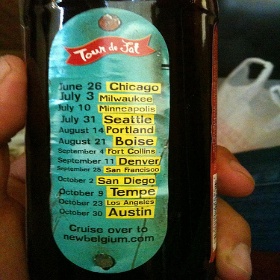 Tour de Fat
June 26 Chicago
July 3 Milwaukee
July 10 Minneapolis
July 31 Seattle
August 14 Portland
August 21 Boise
September 4 Fort Collins
September 11 Denver
September 25 San Francisco
October 2 San Diego
October 9 Tempe
October 23 Los Angeles
October 30 Austin
Cruise over to
newbelgium.com